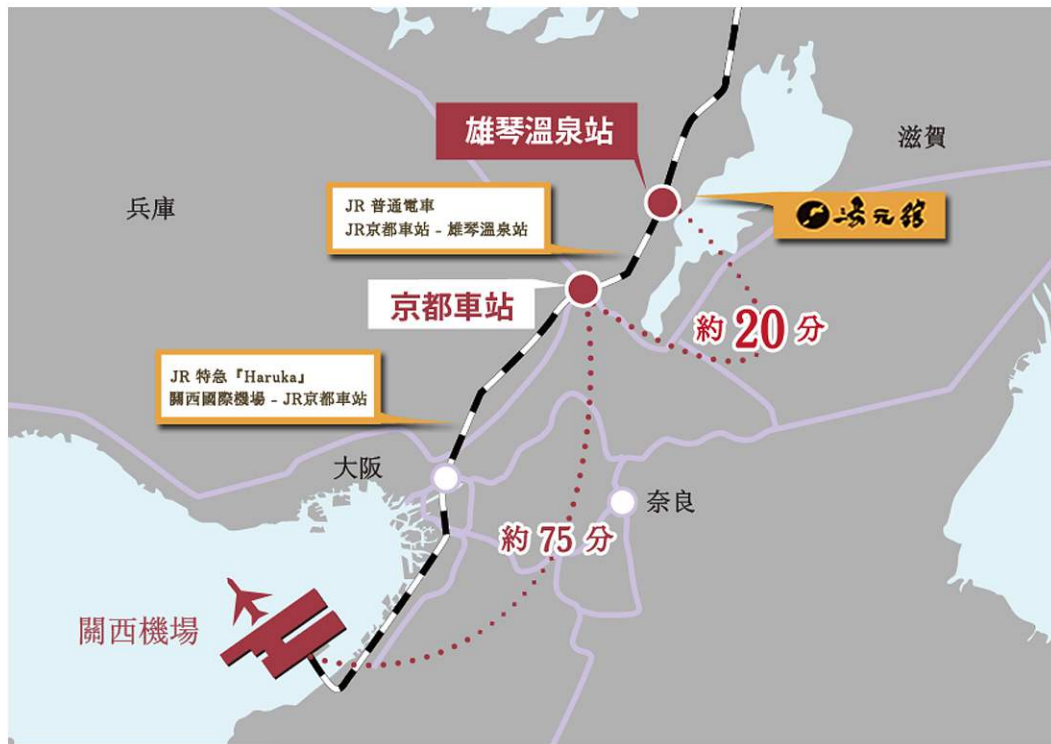 雄琴溫泉站
滋賀
兵庫
JR 普通電車
JR京都車站 - 雄琴溫泉站
湯元舘
京都車站
約 20 分
JR 特急『Haruka』
關西國際機場 - JR京都車站
大阪
奈良
約 75 分
關西機場